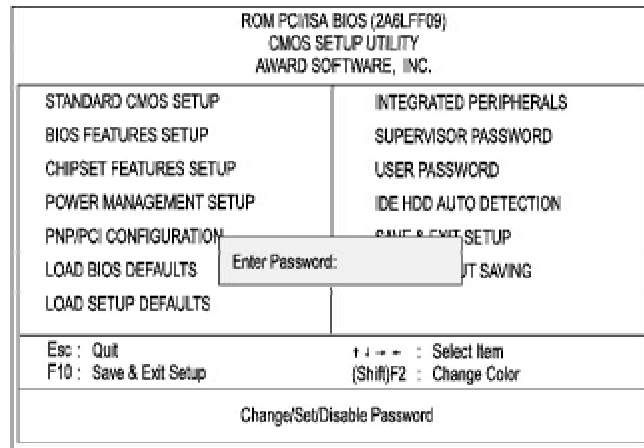 ROM PCI/ISA BIOS (2A6LFF09)
CMOS SETUP UTILITY
AWARD SOFTWARE, INC.
STANDARD CMOS SETUP
BIOS FEATURES SETUP
CHIPSET FEATURES SETUP
POWER MANAGEMENT SETUP
PNP/PCI CONFIGURATION
LOAD BIOS DEFAULTS
LOAD SETUP DEFAULTS
INTEGRATED PERIPHERALS
SUPERVISOR PASSWORD
USER PASSWORD
IDE HDD AUTO DETECTION
SAVE & EXIT SETUP
UT SAVING
Enter Password:
Esc : Quit
F10 : Save & Exit Setup
↑ ↓ → ← : Select Item
(Shift)F2 : Change Color
Change/Set/Disable Password